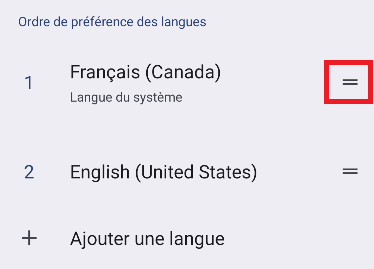 Ordre de préférence des langues
1 Français (Canada)
Langue du système
2 English (United States)
+ Ajouter une langue